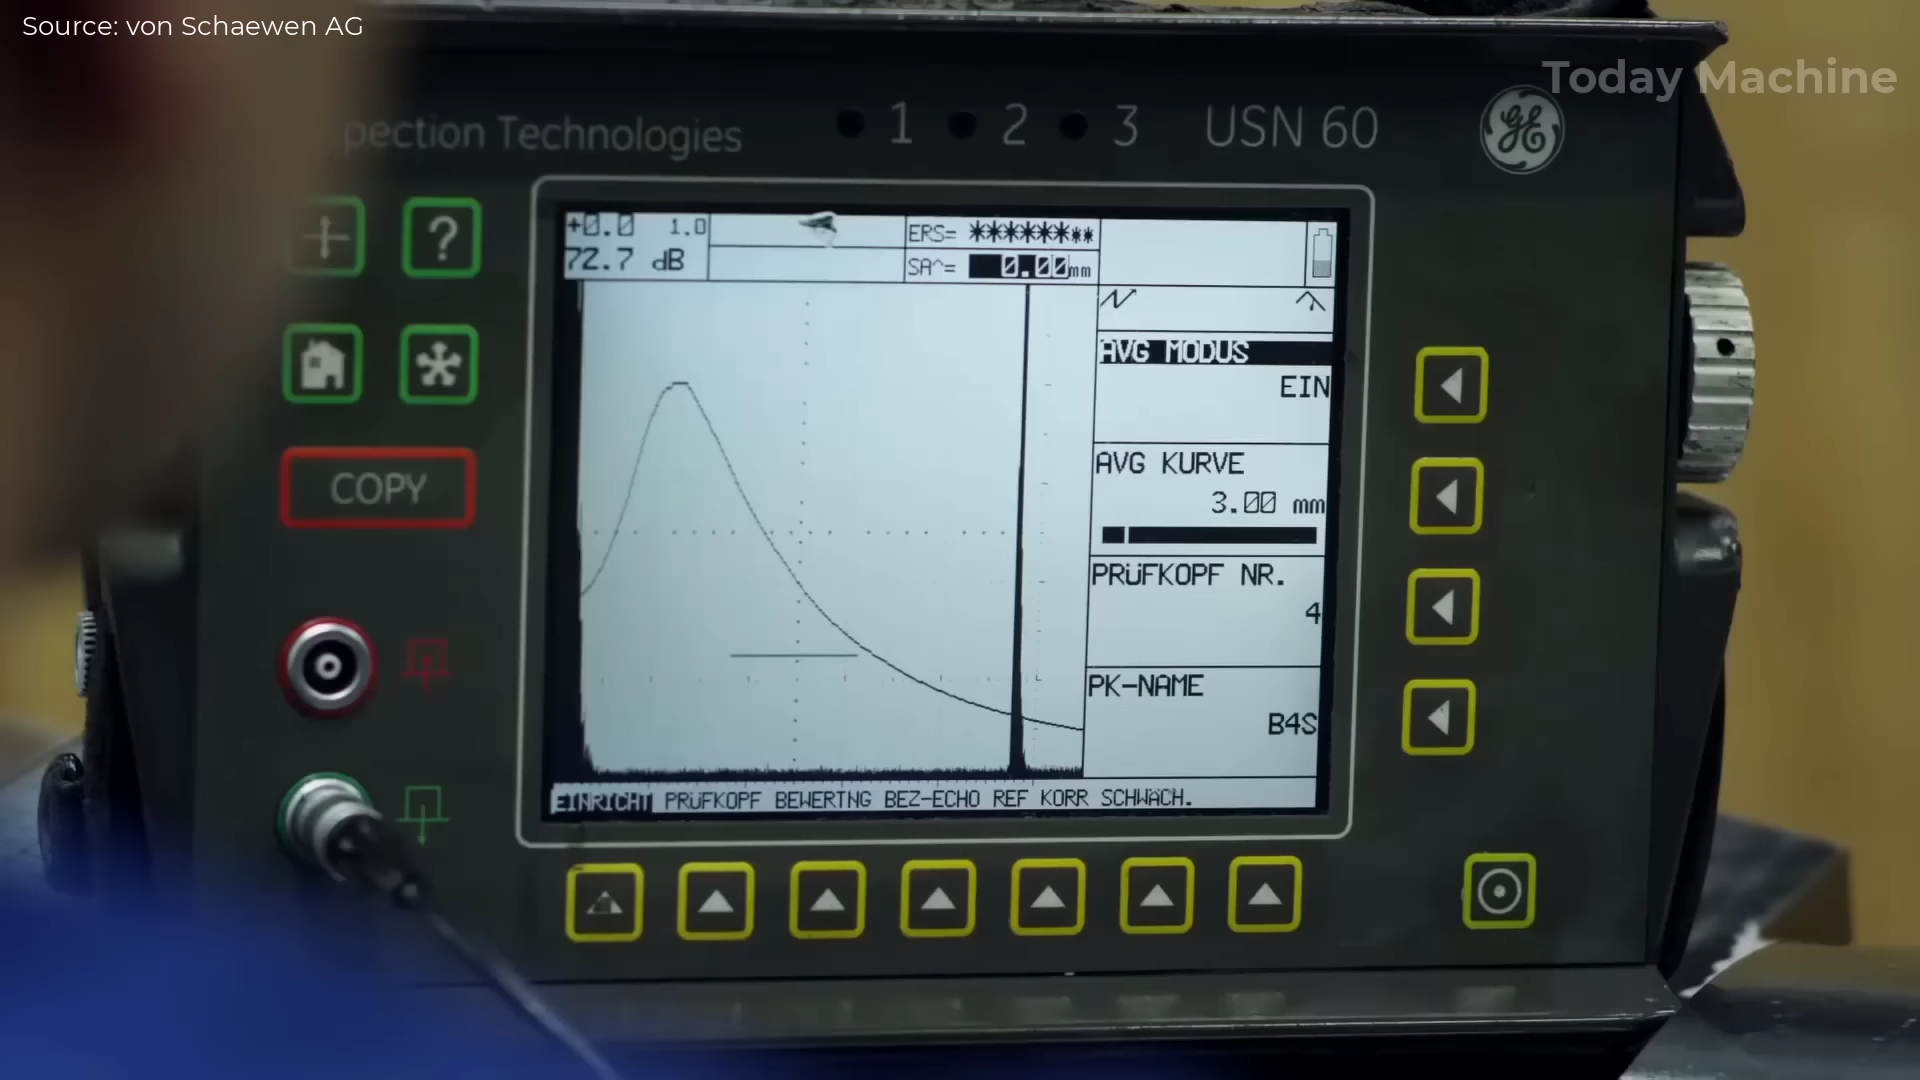 Source: von Schaewen AG
Today Machine
pection Technologies
1 2 3
USN 60
GE
+0.0 1.0
72.7 dB
ERS= ********
SA^= 0.00mm
?
COPY
AVG MODUS
EIN
AVG KURVE
3.00 mm
PRÜFKOPF NR.
4
PK-NAME
B4S
EINRICHT PRÜFKOPF BEWERTNG BEZ-ECHO REF KORR SCHWÄCH.